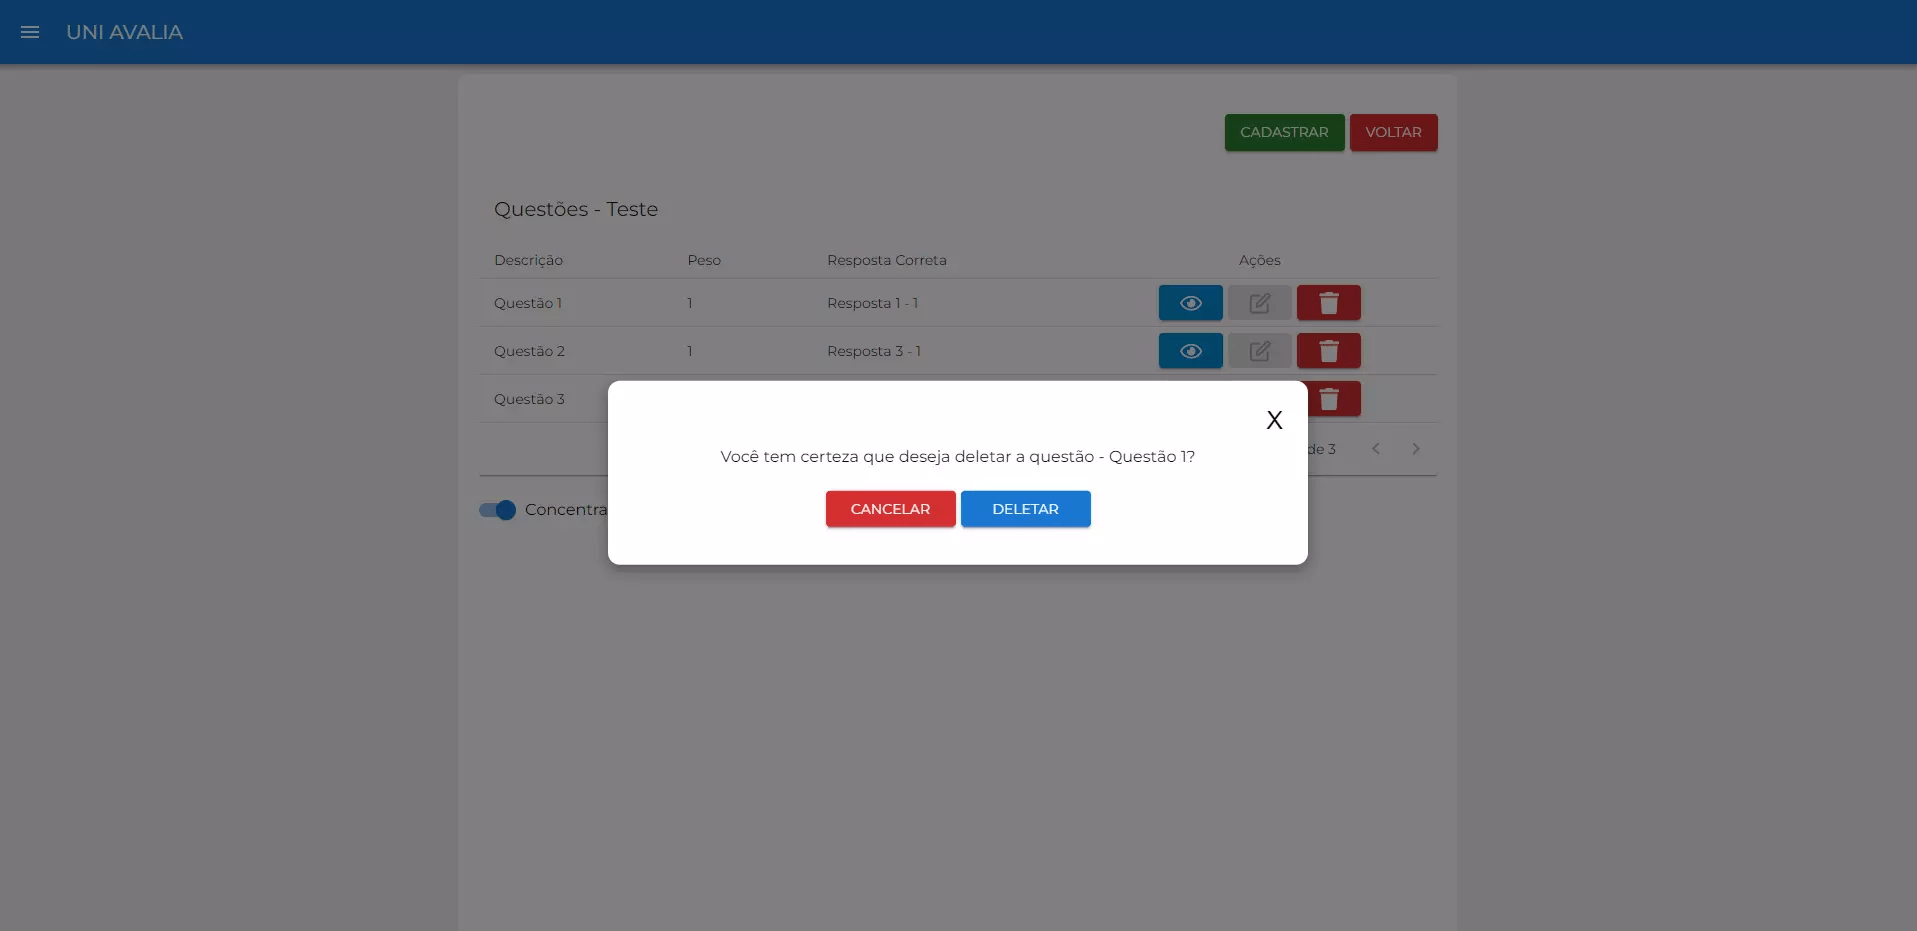 UNI AVALIA
CADASTRAR VOLTAR
Questões - Teste
Descrição Peso Resposta Correta Ações
Questão 1 1 Resposta 1 - 1
Questão 2 1 Resposta 3 - 1
Questão 3
X
de 3
Você tem certeza que deseja deletar a questão - Questão 1?
CANCELAR DELETAR